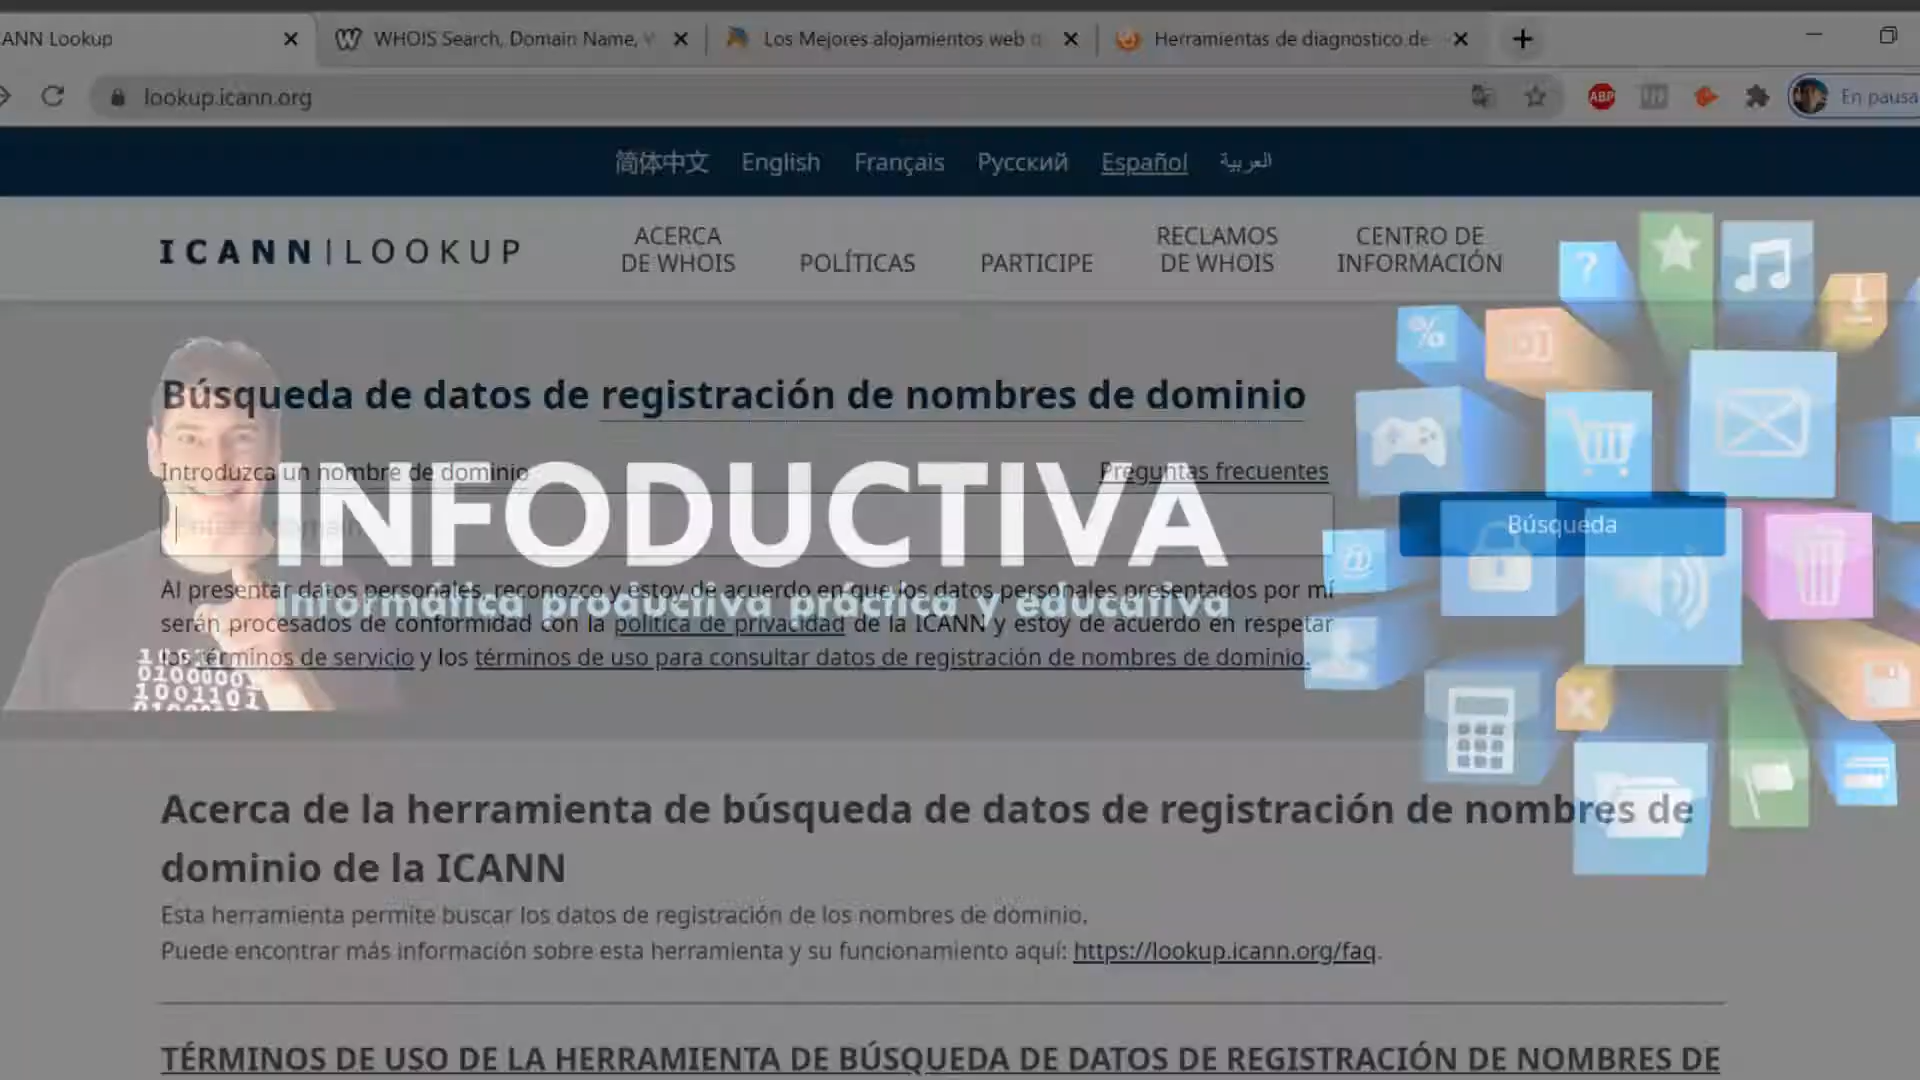 ANN Lookup
WHOIS Search, Domain Name,
Los Mejores alojamientos web
Herramientas de diagnostico de
lookup.icann.org
ABP
En pausa
简体中文 English Français Русский Español العربية
ICANN|LOOKUP
ACERCA
DE WHOIS
POLÍTICAS
PARTICIPE
RECLAMOS
DE WHOIS
CENTRO DE
INFORMACIÓN
Búsqueda de datos de registración de nombres de dominio
Introduzca un nombre de dominio
Preguntas frecuentes
INFODUCTIVA
Búsqueda
Informática productiva práctica y educativa
Al presentar datos personales, reconozco y estoy de acuerdo en que los datos personales presentados por mí
serán procesados de conformidad con la política de privacidad de la ICANN y estoy de acuerdo en respetar
los términos de servicio y los términos de uso para consultar datos de registración de nombres de dominio.
0100000
1001101
Acerca de la herramienta de búsqueda de datos de registración de nombres de
dominio de la ICANN
Esta herramienta permite buscar los datos de registración de los nombres de dominio.
Puede encontrar más información sobre esta herramienta y su funcionamiento aquí: https://lookup.icann.org/faq.
TÉRMINOS DE USO DE LA HERRAMIENTA DE BÚSQUEDA DE DATOS DE REGISTRACIÓN DE NOMBRES DE